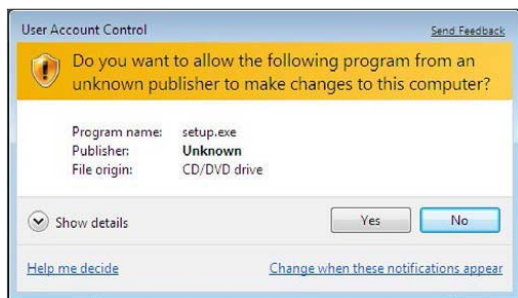 User Account Control
Send Feedback
Do you want to allow the following program from an
unknown publisher to make changes to this computer?
Program name: setup.exe
Publisher: Unknown
File origin: CD/DVD drive
Show details
Yes
No
Help me decide
Change when these notifications appear